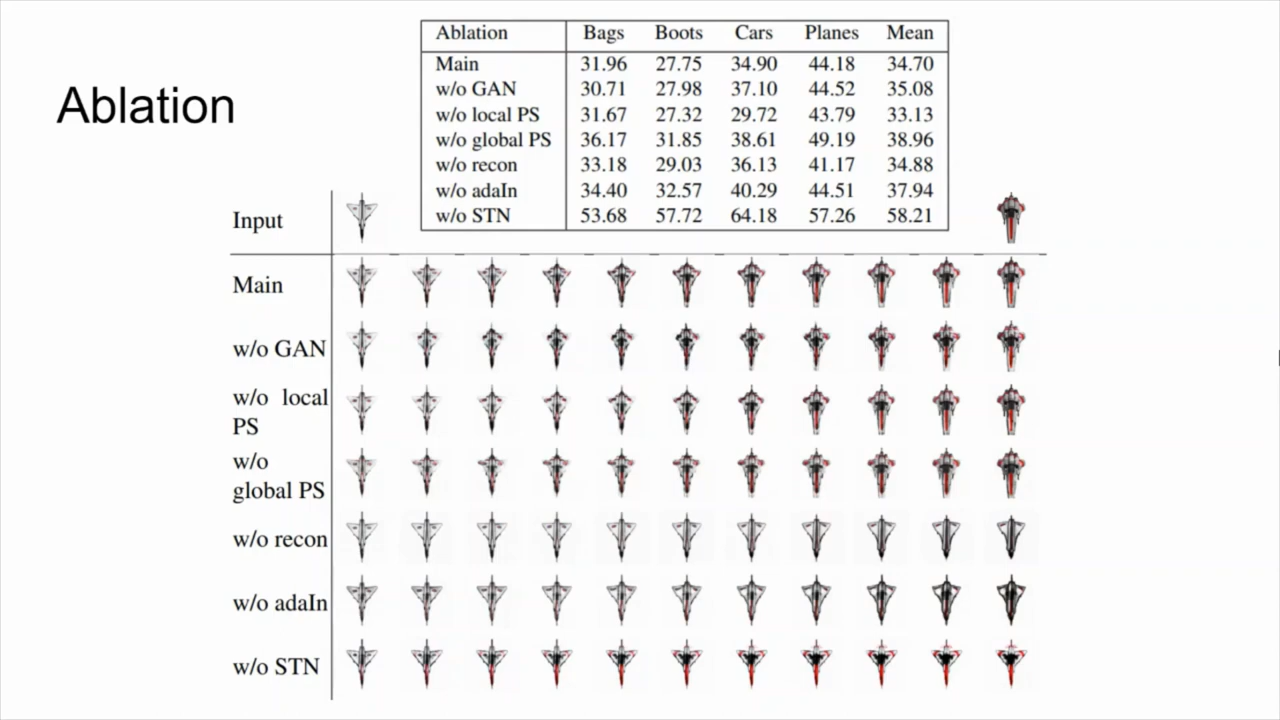 Ablation
Ablation Bags Boots Cars Planes Mean
Main 31.96 27.75 34.90 44.18 34.70
w/o GAN 30.71 27.98 37.10 44.52 35.08
w/o local PS 31.67 27.32 29.72 43.79 33.13
w/o global PS 36.17 31.85 38.61 49.19 38.96
w/o recon 33.18 29.03 36.13 41.17 34.88
w/o adaIn 34.40 32.57 40.29 44.51 37.94
w/o STN 53.68 57.72 64.18 57.26 58.21
Input
Main
w/o GAN
w/o local
PS
w/o
global PS
w/o recon
w/o adaIn
w/o STN